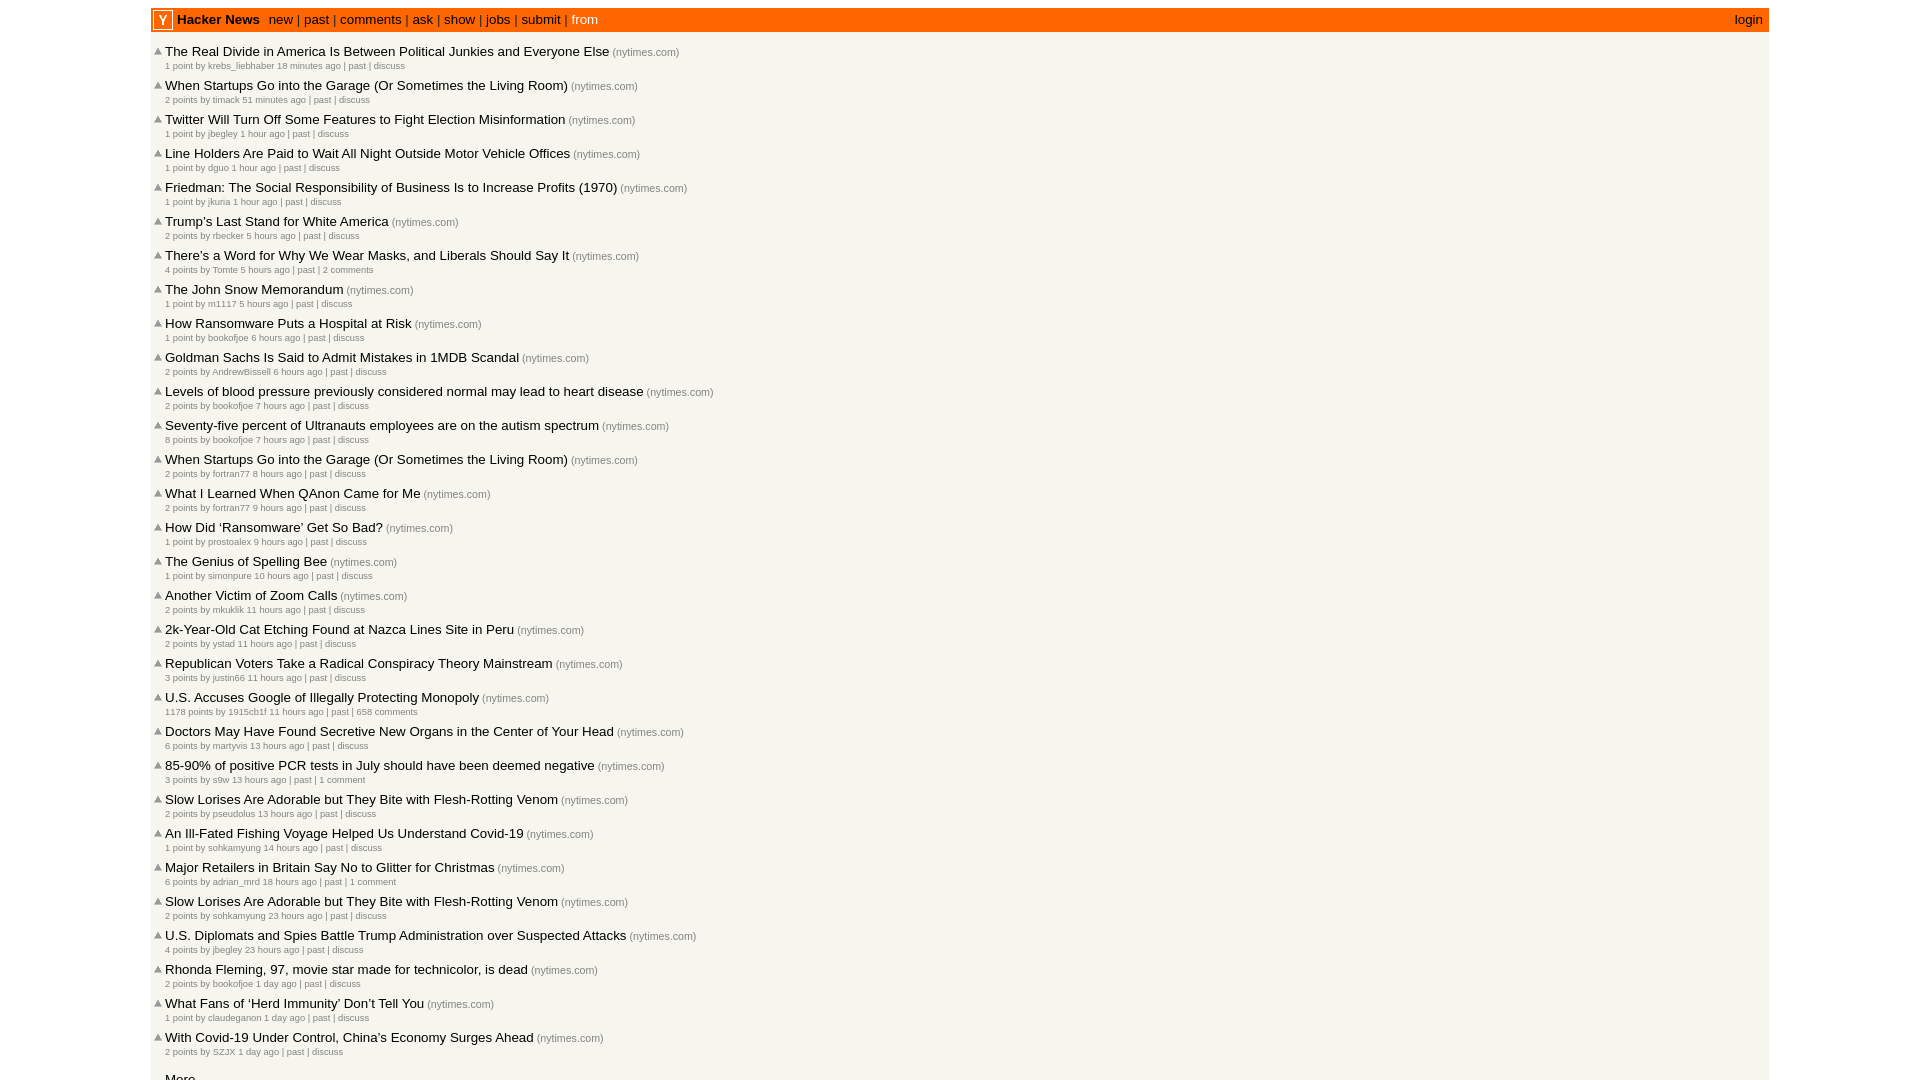 Y Hacker News new | past | comments | ask | show | jobs | submit | from login
The Real Divide in America Is Between Political Junkies and Everyone Else (nytimes.com)
1 point by krebs_liebhaber 18 minutes ago | past | discuss
When Startups Go into the Garage (Or Sometimes the Living Room) (nytimes.com)
2 points by timack 51 minutes ago | past | discuss
Twitter Will Turn Off Some Features to Fight Election Misinformation (nytimes.com)
1 point by jbegley 1 hour ago | past | discuss
Line Holders Are Paid to Wait All Night Outside Motor Vehicle Offices (nytimes.com)
1 point by dguo 1 hour ago | past | discuss
Friedman: The Social Responsibility of Business Is to Increase Profits (1970) (nytimes.com)
1 point by jkuria 1 hour ago | past | discuss
Trump’s Last Stand for White America (nytimes.com)
2 points by rbecker 5 hours ago | past | discuss
There’s a Word for Why We Wear Masks, and Liberals Should Say It (nytimes.com)
4 points by Tomte 5 hours ago | past | 2 comments
The John Snow Memorandum (nytimes.com)
1 point by m1117 5 hours ago | past | discuss
How Ransomware Puts a Hospital at Risk (nytimes.com)
1 point by bookofjoe 6 hours ago | past | discuss
Goldman Sachs Is Said to Admit Mistakes in 1MDB Scandal (nytimes.com)
2 points by AndrewBissell 6 hours ago | past | discuss
Levels of blood pressure previously considered normal may lead to heart disease (nytimes.com)
2 points by bookofjoe 7 hours ago | past | discuss
Seventy-five percent of Ultranauts employees are on the autism spectrum (nytimes.com)
8 points by bookofjoe 7 hours ago | past | discuss
When Startups Go into the Garage (Or Sometimes the Living Room) (nytimes.com)
2 points by fortran77 8 hours ago | past | discuss
What I Learned When QAnon Came for Me (nytimes.com)
2 points by fortran77 9 hours ago | past | discuss
How Did ‘Ransomware’ Get So Bad? (nytimes.com)
1 point by prostoalex 9 hours ago | past | discuss
The Genius of Spelling Bee (nytimes.com)
1 point by simonpure 10 hours ago | past | discuss
Another Victim of Zoom Calls (nytimes.com)
2 points by mkuklik 11 hours ago | past | discuss
2k-Year-Old Cat Etching Found at Nazca Lines Site in Peru (nytimes.com)
2 points by ystad 11 hours ago | past | discuss
Republican Voters Take a Radical Conspiracy Theory Mainstream (nytimes.com)
3 points by justin66 11 hours ago | past | discuss
U.S. Accuses Google of Illegally Protecting Monopoly (nytimes.com)
1178 points by 1915cb1f 11 hours ago | past | 658 comments
Doctors May Have Found Secretive New Organs in the Center of Your Head (nytimes.com)
6 points by martyvis 13 hours ago | past | discuss
85-90% of positive PCR tests in July should have been deemed negative (nytimes.com)
3 points by s9w 13 hours ago | past | 1 comment
Slow Lorises Are Adorable but They Bite with Flesh-Rotting Venom (nytimes.com)
2 points by pseudolus 13 hours ago | past | discuss
An Ill-Fated Fishing Voyage Helped Us Understand Covid-19 (nytimes.com)
1 point by sohkamyung 14 hours ago | past | discuss
Major Retailers in Britain Say No to Glitter for Christmas (nytimes.com)
6 points by adrian_mrd 18 hours ago | past | 1 comment
Slow Lorises Are Adorable but They Bite with Flesh-Rotting Venom (nytimes.com)
2 points by sohkamyung 23 hours ago | past | discuss
U.S. Diplomats and Spies Battle Trump Administration over Suspected Attacks (nytimes.com)
4 points by jbegley 23 hours ago | past | discuss
Rhonda Fleming, 97, movie star made for technicolor, is dead (nytimes.com)
2 points by bookofjoe 1 day ago | past | discuss
What Fans of ‘Herd Immunity’ Don’t Tell You (nytimes.com)
1 point by claudeganon 1 day ago | past | discuss
With Covid-19 Under Control, China’s Economy Surges Ahead (nytimes.com)
2 points by SZJX 1 day ago | past | discuss
More